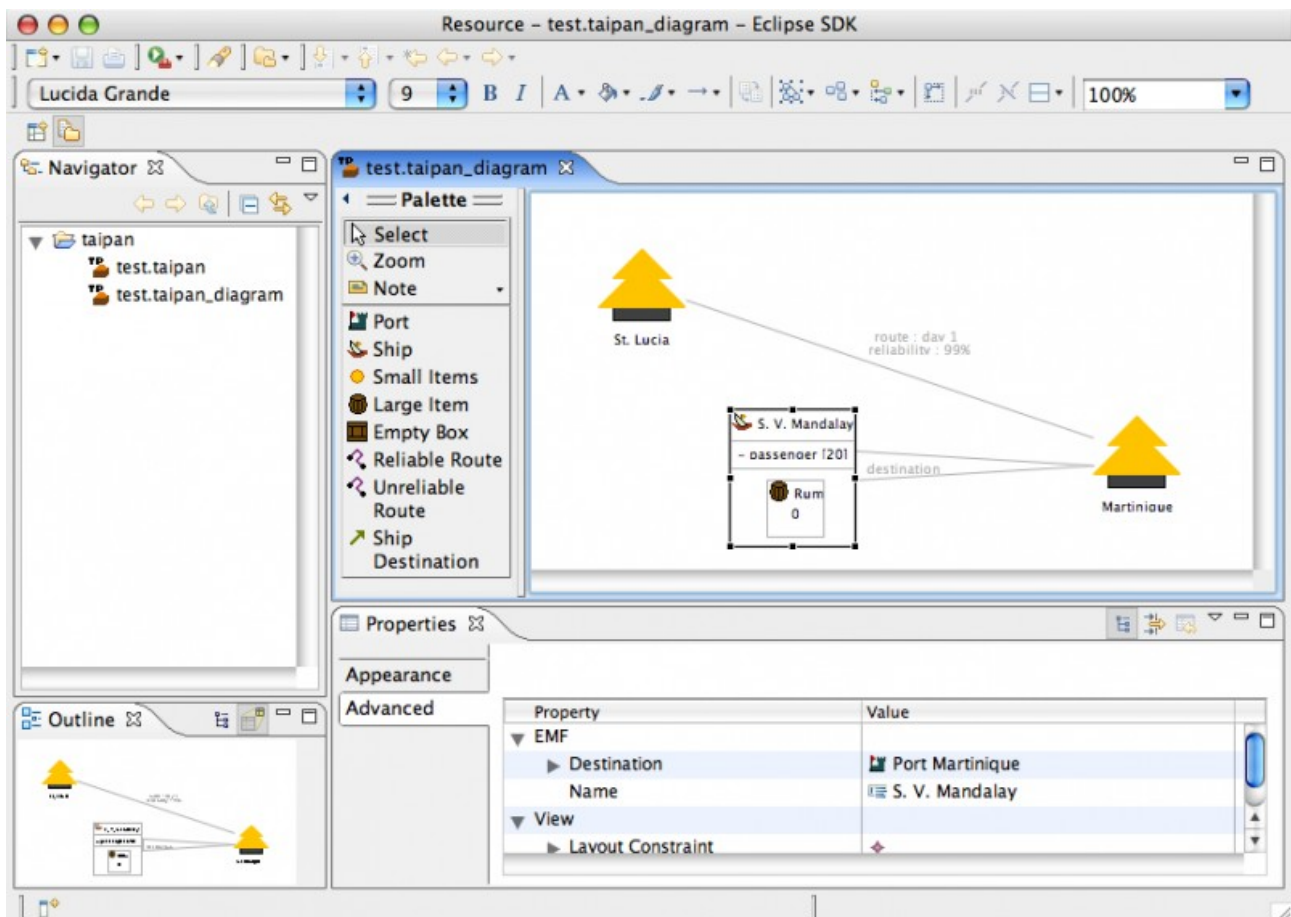 Resource – test.taipan_diagram – Eclipse SDK
Lucida Grande 9 B I A 100%
Navigator
taipan
test.taipan
test.taipan_diagram
test.taipan_diagram
Palette
Select
Zoom
Note
Port
Ship
Small Items
Large Item
Empty Box
Reliable Route
Unreliable
Route
Ship
Destination
St. Lucia
route : day 1
reliability : 99%
S. V. Mandalay
- passenger [20]
destination
Rum
0
Martinique
Properties
Appearance
Advanced
Property Value
EMF
Destination Port Martinique
Name S. V. Mandalay
View
Layout Constraint
Outline